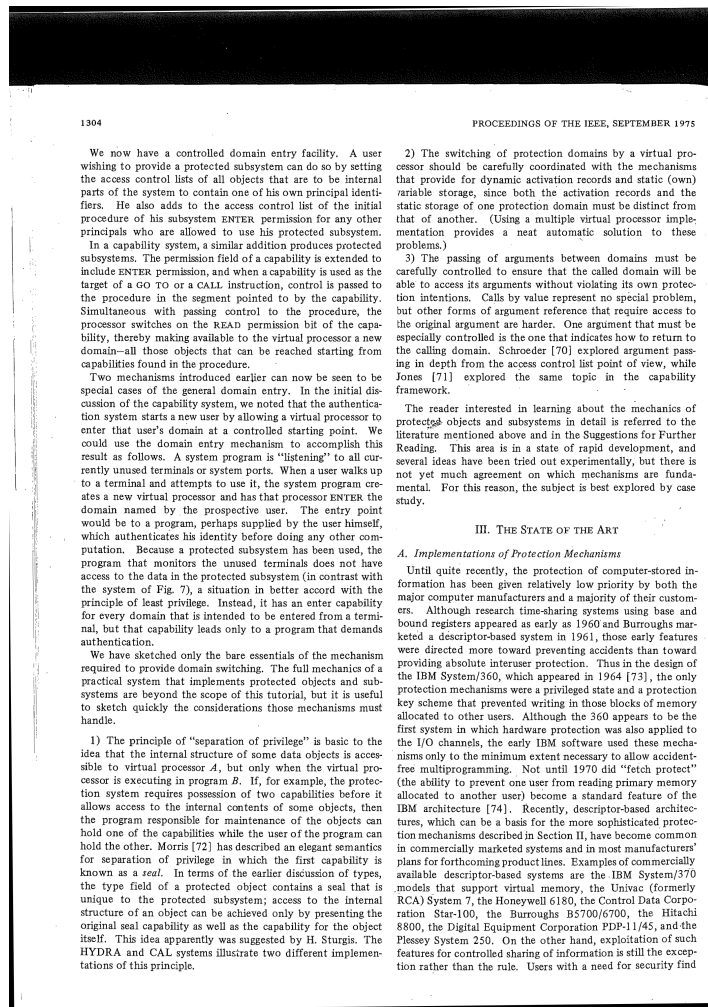 1304
PROCEEDINGS OF THE IEEE, SEPTEMBER 1975
We now have a controlled domain entry facility. A user
wishing to provide a protected subsystem can do so by setting
the access control lists of all objects that are to be internal
parts of the system to contain one of his own principal identi-
fiers. He also adds to the access control list of the initial
procedure of his subsystem ENTER permission for any other
principals who are allowed to use his protected subsystem.
In a capability system, a similar addition produces protected
subsystems. The permission field of a capability is extended to
include ENTER permission, and when a capability is used as the
target of a GO TO or a CALL instruction, control is passed to
the procedure in the segment pointed to by the capability.
Simultaneous with passing control to the procedure, the
processor switches on the READ permission bit of the capa-
bility, thereby making available to the virtual processor a new
domain—all those objects that can be reached starting from
capabilities found in the procedure.
Two mechanisms introduced earlier can now be seen to be
special cases of the general domain entry. In the initial dis-
cussion of the capability system, we noted that the authentica-
tion system starts a new user by allowing a virtual processor to
enter that user's domain at a controlled starting point. We
could use the domain entry mechanism to accomplish this
result as follows. A system program is "listening" to all cur-
rently unused terminals or system ports. When a user walks up
to a terminal and attempts to use it, the system program cre-
ates a new virtual processor and has that processor ENTER the
domain named by the prospective user. The entry point
would be to a program, perhaps supplied by the user himself,
which authenticates his identity before doing any other com-
putation. Because a protected subsystem has been used, the
program that monitors the unused terminals does not have
access to the data in the protected subsystem (in contrast with
the system of Fig. 7), a situation in better accord with the
principle of least privilege. Instead, it has an enter capability
for every domain that is intended to be entered from a termi-
nal, but that capability leads only to a program that demands
authentication.
We have sketched only the bare essentials of the mechanism
required to provide domain switching. The full mechanics of a
practical system that implements protected objects and sub-
systems are beyond the scope of this tutorial, but it is useful
to sketch quickly the considerations those mechanisms must
handle.
1) The principle of "separation of privilege" is basic to the
idea that the internal structure of some data objects is acces-
sible to virtual processor A, but only when the virtual pro-
cessor is executing in program B. If, for example, the protec-
tion system requires possession of two capabilities before it
allows access to the internal contents of some objects, then
the program responsible for maintenance of the objects can
hold one of the capabilities while the user of the program can
hold the other. Morris [72] has described an elegant semantics
for separation of privilege in which the first capability is
known as a seal. In terms of the earlier discussion of types,
the type field of a protected object contains a seal that is
unique to the protected subsystem; access to the internal
structure of an object can be achieved only by presenting the
original seal capability as well as the capability for the object
itself. This idea apparently was suggested by H. Sturgis. The
HYDRA and CAL systems illustrate two different implemen-
tations of this principle.
2) The switching of protection domains by a virtual pro-
cessor should be carefully coordinated with the mechanisms
that provide for dynamic activation records and static (own)
variable storage, since both the activation records and the
static storage of one protection domain must be distinct from
that of another. (Using a multiple virtual processor imple-
mentation provides a neat automatic solution to these
problems.)
3) The passing of arguments between domains must be
carefully controlled to ensure that the called domain will be
able to access its arguments without violating its own protec-
tion intentions. Calls by value represent no special problem,
but other forms of argument reference that require access to
the original argument are harder. One argument that must be
especially controlled is the one that indicates how to return to
the calling domain. Schroeder [70] explored argument pass-
ing in depth from the access control list point of view, while
Jones [71] explored the same topic in the capability
framework.
The reader interested in learning about the mechanics of
protected objects and subsystems in detail is referred to the
literature mentioned above and in the Suggestions for Further
Reading. This area is in a state of rapid development, and
several ideas have been tried out experimentally, but there is
not yet much agreement on which mechanisms are funda-
mental. For this reason, the subject is best explored by case
study.
III. THE STATE OF THE ART
A. Implementations of Protection Mechanisms
Until quite recently, the protection of computer-stored in-
formation has been given relatively low priority by both the
major computer manufacturers and a majority of their custom-
ers. Although research time-sharing systems using base and
bound registers appeared as early as 1960 and Burroughs mar-
keted a descriptor-based system in 1961, those early features
were directed more toward preventing accidents than toward
providing absolute interuser protection. Thus in the design of
the IBM System/360, which appeared in 1964 [73], the only
protection mechanisms were a privileged state and a protection
key scheme that prevented writing in those blocks of memory
allocated to other users. Although the 360 appears to be the
first system in which hardware protection was also applied to
the I/O channels, the early IBM software used these mecha-
nisms only to the minimum extent necessary to allow accident-
free multiprogramming. Not until 1970 did "fetch protect"
(the ability to prevent one user from reading primary memory
allocated to another user) become a standard feature of the
IBM architecture [74]. Recently, descriptor-based architec-
tures, which can be a basis for the more sophisticated protec-
tion mechanisms described in Section II, have become common
in commercially marketed systems and in most manufacturers'
plans for forthcoming product lines. Examples of commercially
available descriptor-based systems are the IBM System/370
models that support virtual memory, the Univac (formerly
RCA) System 7, the Honeywell 6180, the Control Data Corpo-
ration Star-100, the Burroughs B5700/6700, the Hitachi
8800, the Digital Equipment Corporation PDP-11/45, and the
Plessey System 250. On the other hand, exploitation of such
features for controlled sharing of information is still the excep-
tion rather than the rule. Users with a need for security find